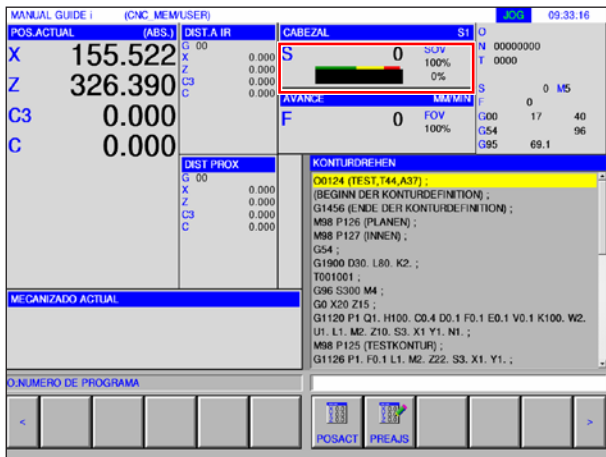 MANUAL GUIDE i (CNC_MEM/USER) JOG 09:33:16
POS.ACTUAL (ABS.)
X 155.522
Z 326.390
C3 0.000
C 0.000
DIST.A IR
G 00
X 0.000
Z 0.000
C3 0.000
C 0.000
CABEZAL S1
S 0 SOV
100%
0%
AVANCE MM/MIN
F 0 FOV
100%
O
N 00000000
T 0000
S 0 M5
F 0
G00 17 40
G54 96
G95 69.1
DIST PROX
G 00
X 0.000
Z 0.000
C3 0.000
C 0.000
KONTURDREHEN
O0124 (TEST,T44,A37) ;
(BEGINN DER KONTURDEFINITION) ;
G1456 (ENDE DER KONTURDEFINITION) ;
M98 P126 (PLANEN) ;
M98 P127 (INNEN) ;
G54 ;
G1900 D30. L80. K2. ;
T001001 ;
G96 S300 M4 ;
G0 X20 Z15 ;
G1120 P1 Q1. H100. C0.4 D0.1 F0.1 E0.1 V0.1 K100. W2.
U1. L1. M2. Z10. S3. X1 Y1. N1. ;
M98 P125 (TESTKONTUR) ;
G1126 P1. F0.1 L1. M2. Z22. S3. X1. Y1. ;
MECANIZADO ACTUAL
O:NUMERO DE PROGRAMA
< POSACT PREAJS >